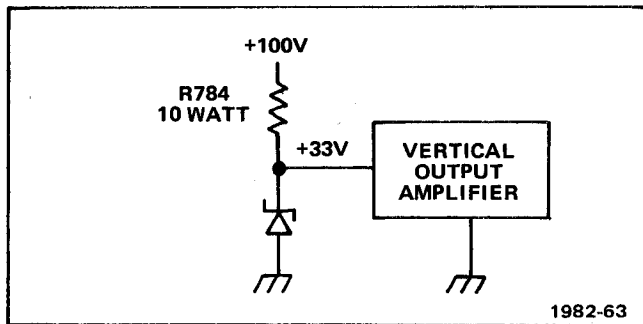 +100V
R784
10 WATT
+33V
VERTICAL
OUTPUT
AMPLIFIER
1982-63